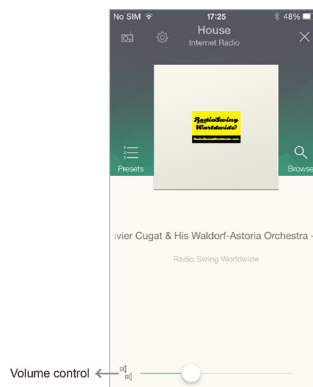 No SIM 17:25 48%
House
Internet Radio
RadioSwing
Worldwide
Presets
Browse
vier Cugat & His Waldorf-Astoria Orchestra -
Radio Swing Worldwide
Volume control